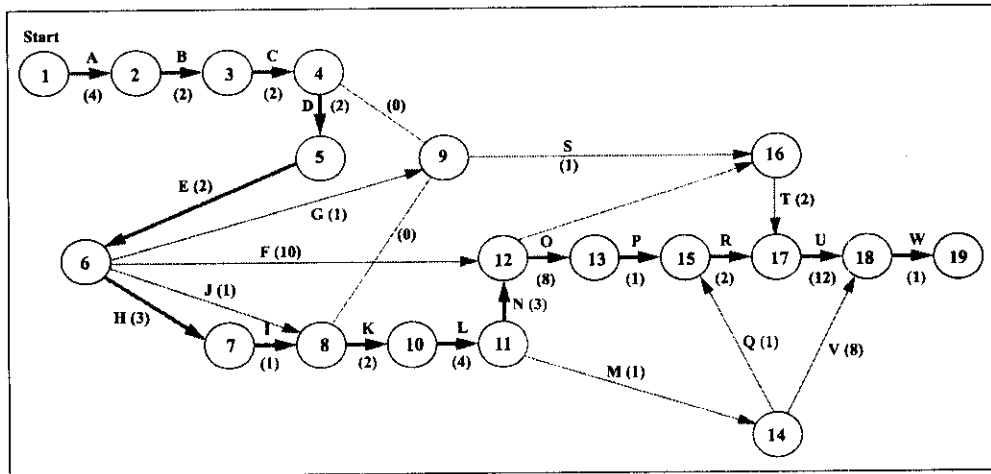 Start
A B C
1 2 3 4
(4) (2) (2) D (2) (0)
5 9 S 16
(1)
E (2)
G (1) T (2)
(0)
F (10) O P R U W
6 12 13 15 17 18 19
(8) (1) (2) (12) (1)
J (1)
H (3) N (3)
I K L
7 8 10 11 Q (1) V (8)
(1) (2) (4)
M (1)
14